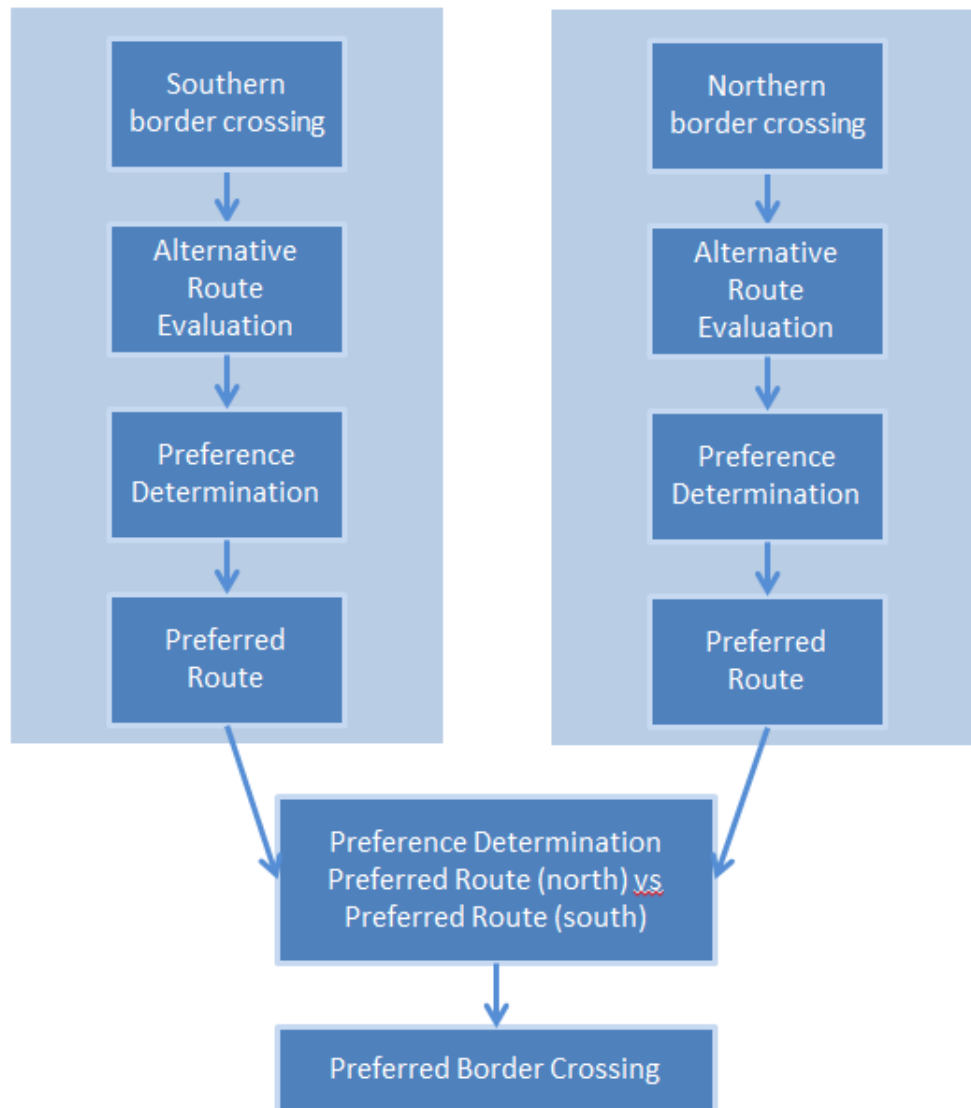 Southern
border crossing
Alternative
Route
Evaluation
Preference
Determination
Preferred
Route
Northern
border crossing
Alternative
Route
Evaluation
Preference
Determination
Preferred
Route
Preference Determination
Preferred Route (north) vs
Preferred Route (south)
Preferred Border Crossing